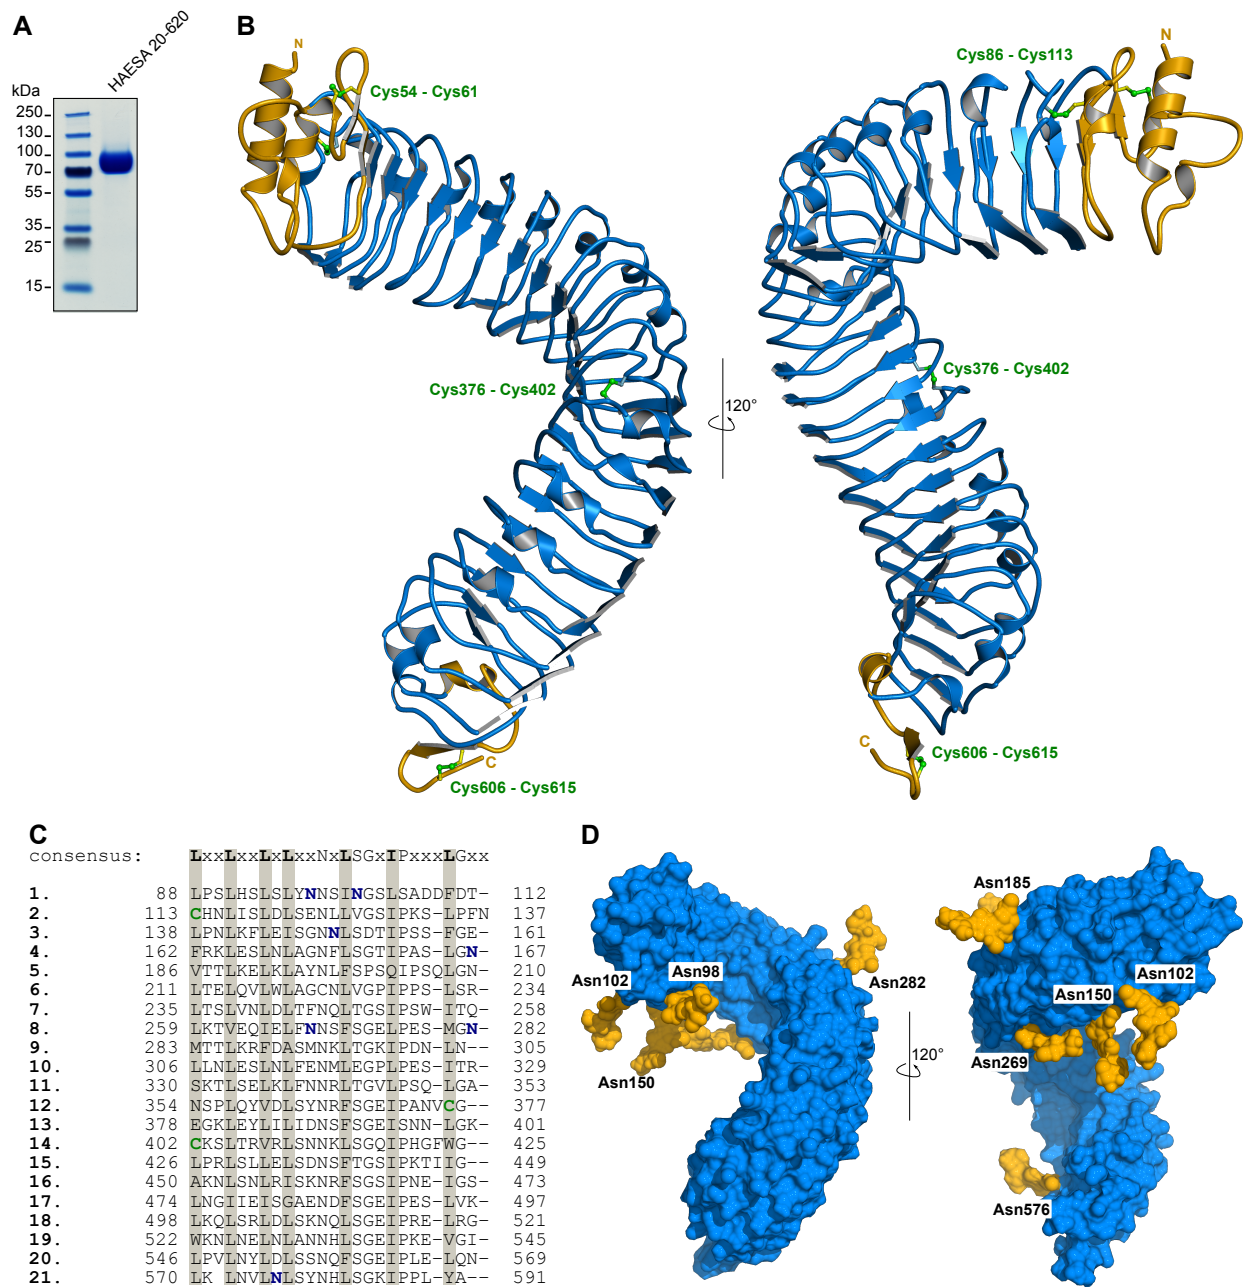 A
HAESA 20-620
kDa
250
130
100
70
55
35
25
15
B
N
Cys54 - Cys61
Cys86 - Cys113
N
Cys376 - Cys402
120°
Cys376 - Cys402
C
Cys606 - Cys615
C
Cys606 - Cys615
C
consensus: LxxLxxLxLxxNxLSGxIPxxxLGxx
1. 88 LPSLHSLSLYNNSINGSLSADDFDT- 112
2. 113 CHNLISLDLSENLLVGSIPKS-LPFN 137
3. 138 LPNLKFLEISGNNLSDTIPSS-FGE- 161
4. 162 FRKLESLNLAGNFLSGTIPAS-LGN- 167
5. 186 VTTLKELKLAYNLFSPSQIPSQLGN- 210
6. 211 LTELQVLWLAGCNLVGPIPPS-LSR- 234
7. 235 LTSLVNLDLTFNQLTGSIPSW-ITQ- 258
8. 259 LKTVEQIELFNNSFSGELPES-MGN- 282
9. 283 MTTLKRFDASMNKLTGKIPDN-LN-- 305
10. 306 LLNLESLNLFENMLEGPLPES-ITR- 329
11. 330 SKTLSELKLFNNRLTGVLPSQ-LGA- 353
12. 354 NSPLQYVDLSYNRFSGEIPANVCG-- 377
13. 378 EGKLEYLILIDNSFSGEISNN-LGK- 401
14. 402 CKSLTRVRLSNNKLSGQIPHGFWG-- 425
15. 426 LPRLSLLELSDNSFTGSIPKTIIG-- 449
16. 450 AKNLSNLRISKNRFSGSIPNE-IGS- 473
17. 474 LNGIIEISGAENDFSGEIPES-LVK- 497
18. 498 LKQLSRLDLSKNQLSGEIPRE-LRG- 521
19. 522 WKNLNELNLANNHLSGEIPKE-VGI- 545
20. 546 LPVLNYLDLSSNQFSGEIPLE-LQN- 569
21. 570 LK LNVLNLSYNHLSGKIPPL-YA-- 591
D
Asn102
Asn98
Asn282
Asn150
120°
Asn185
Asn102
Asn150
Asn269
Asn576